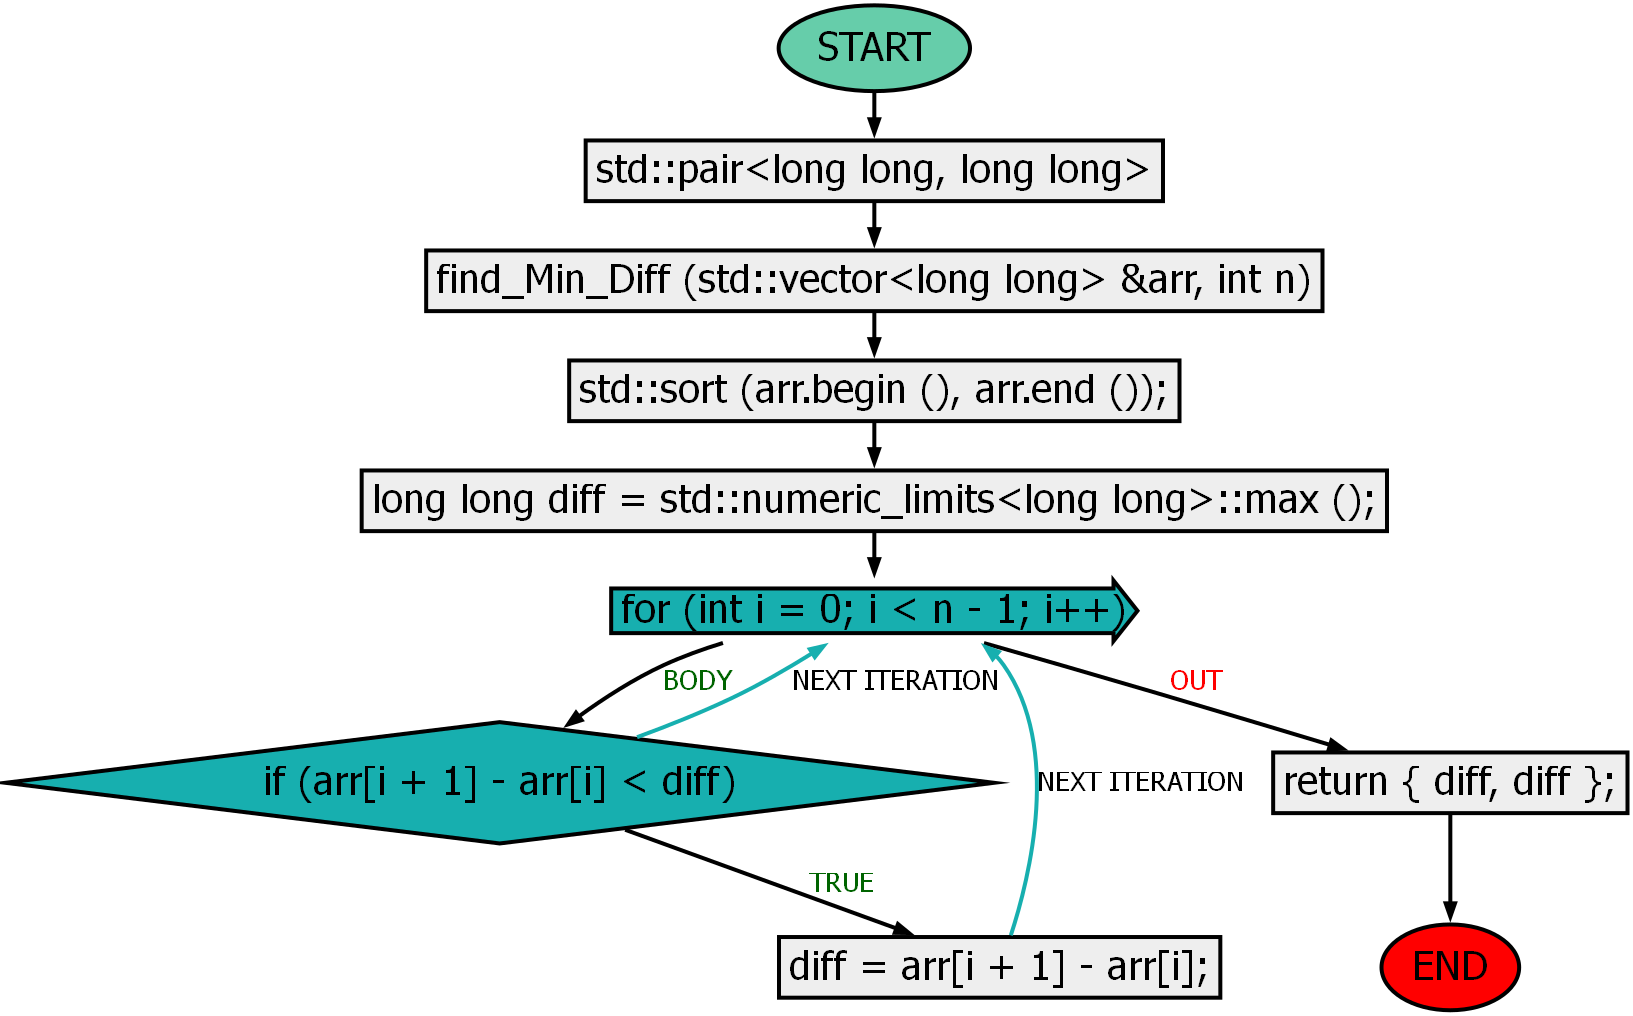 START
std::pair<long long, long long>
find_Min_Diff (std::vector<long long> &arr, int n)
std::sort (arr.begin (), arr.end ());
long long diff = std::numeric_limits<long long>::max ();
for (int i = 0; i < n - 1; i++)
BODY
NEXT ITERATION
OUT
if (arr[i + 1] - arr[i] < diff)
NEXT ITERATION
return { diff, diff };
TRUE
diff = arr[i + 1] - arr[i];
END